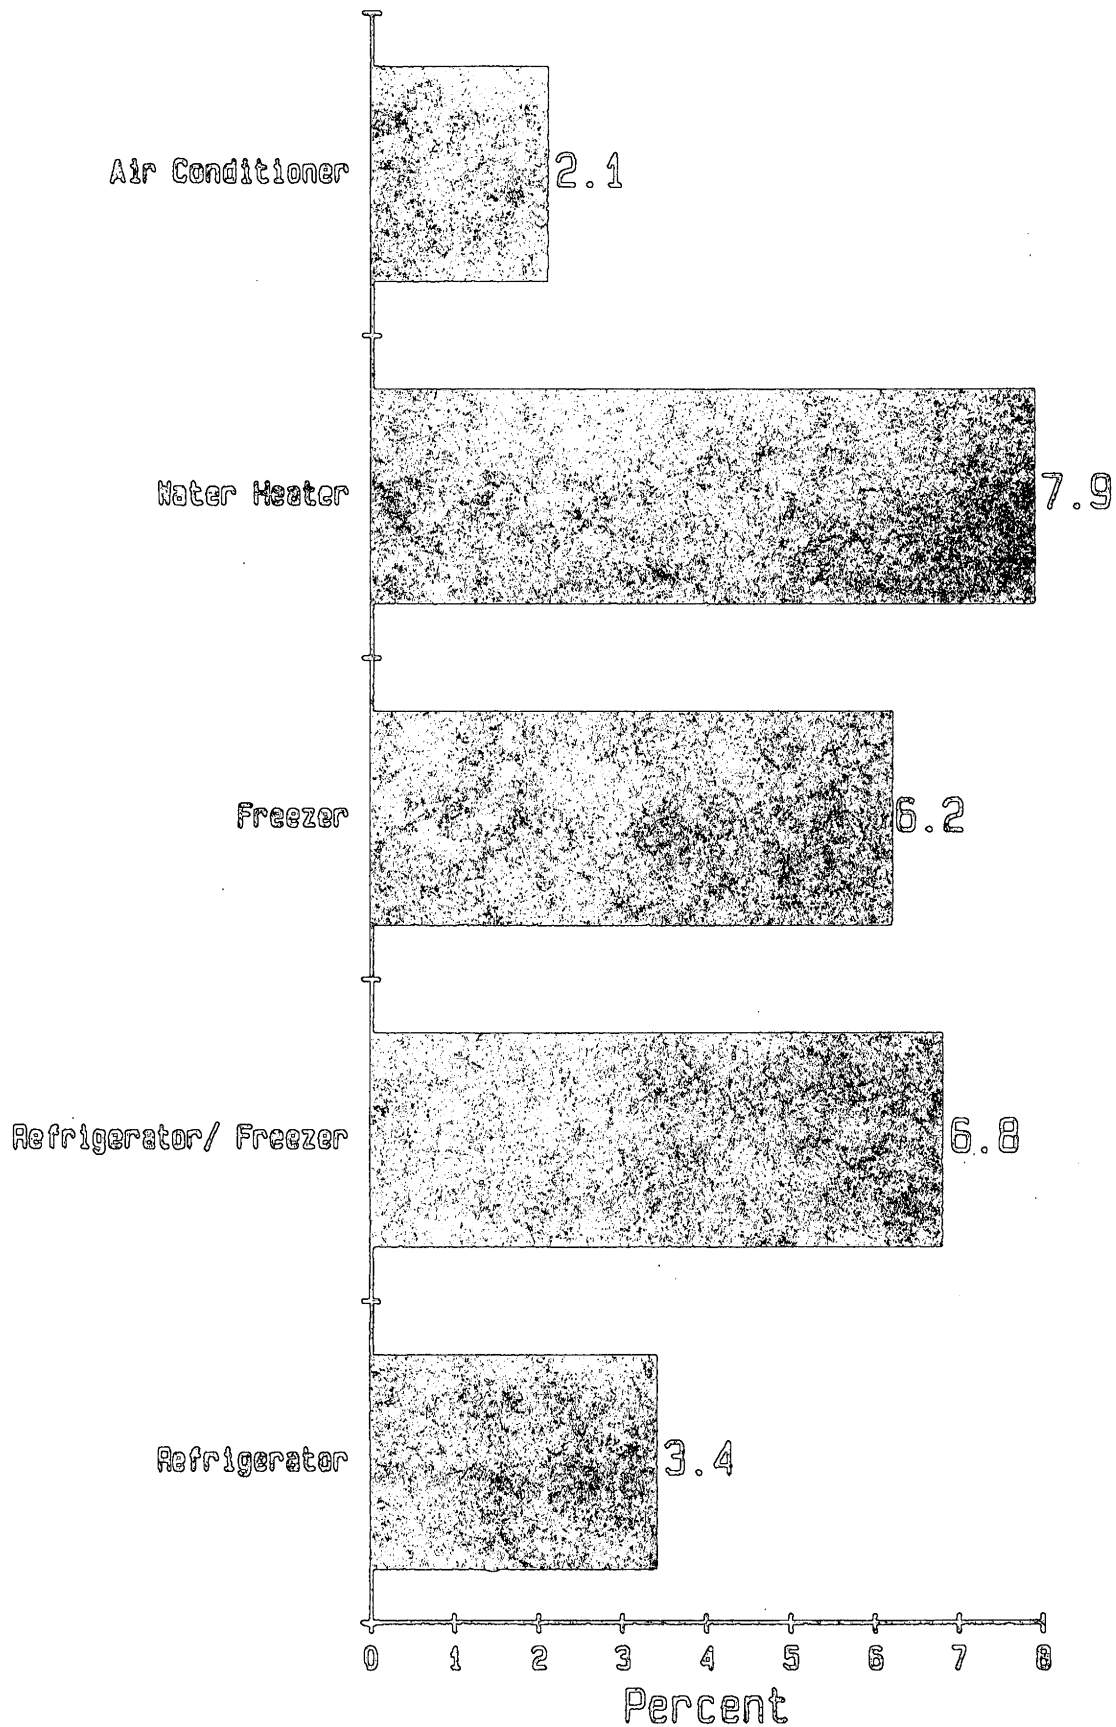 Air Conditioner 2.1
Water Heater 7.9
Freezer 6.2
Refrigerator/ Freezer 6.8
Refrigerator 3.4
0 1 2 3 4 5 6 7 8
Percent